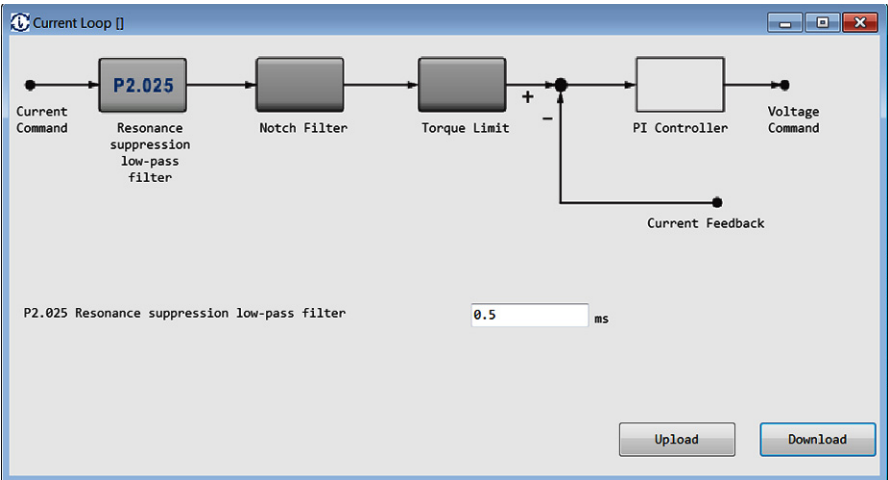 Current Loop []
P2.025
+
−
Current
Command
Resonance
suppression
low-pass
filter
Notch Filter
Torque Limit
PI Controller
Voltage
Command
Current Feedback
P2.025 Resonance suppression low-pass filter
0.5
ms
Upload
Download